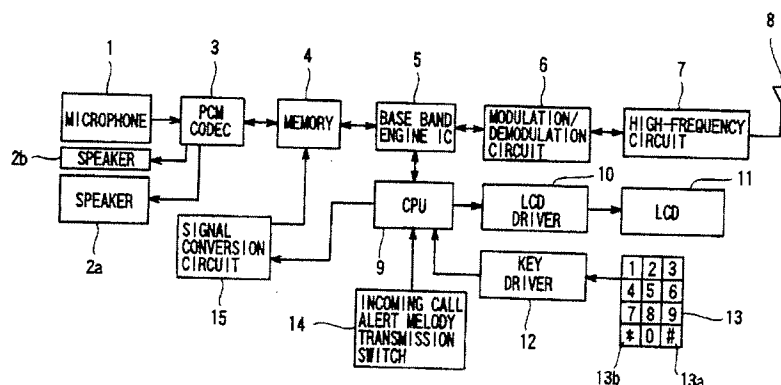 8
1
3
4
5
6
7
MICROPHONE
PCM
CODEC
MEMORY
BASE BAND
ENGINE IC
MODULATION/
DEMODULATION
CIRCUIT
HIGH-FREQUENCY
CIRCUIT
2b
SPEAKER
SPEAKER
2a
10
11
CPU
LCD
DRIVER
LCD
9
SIGNAL
CONVERSION
CIRCUIT
15
KEY
DRIVER
12
1 2 3
4 5 6
7 8 9
* 0 #
13
13b
13a
14
INCOMING CALL
ALERT MELODY
TRANSMISSION
SWITCH